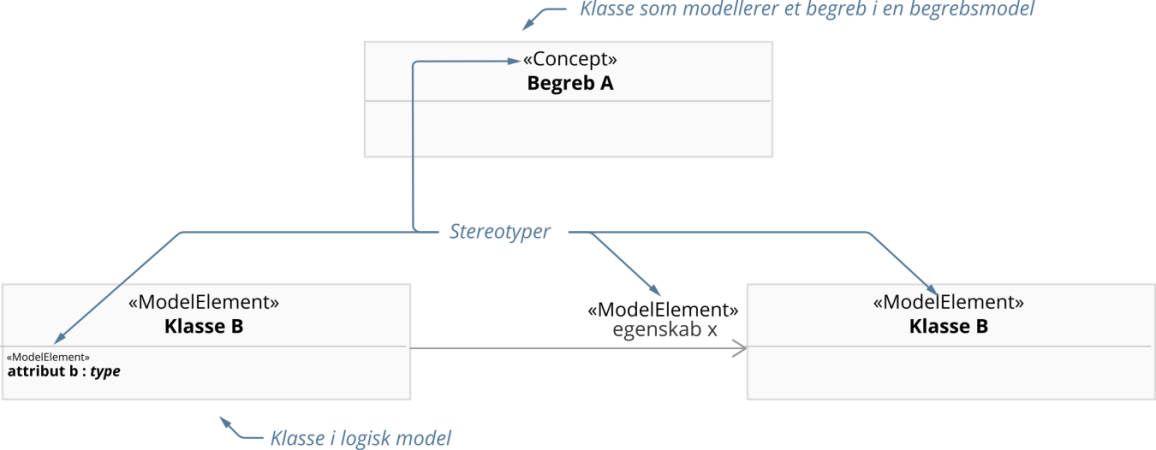 Klasse som modellerer et begreb i en begrebsmodel
«Concept»
Begreb A
Stereotyper
«ModelElement»
Klasse B
«ModelElement»
attribut b : type
«ModelElement»
egenskab x
«ModelElement»
Klasse B
Klasse i logisk model